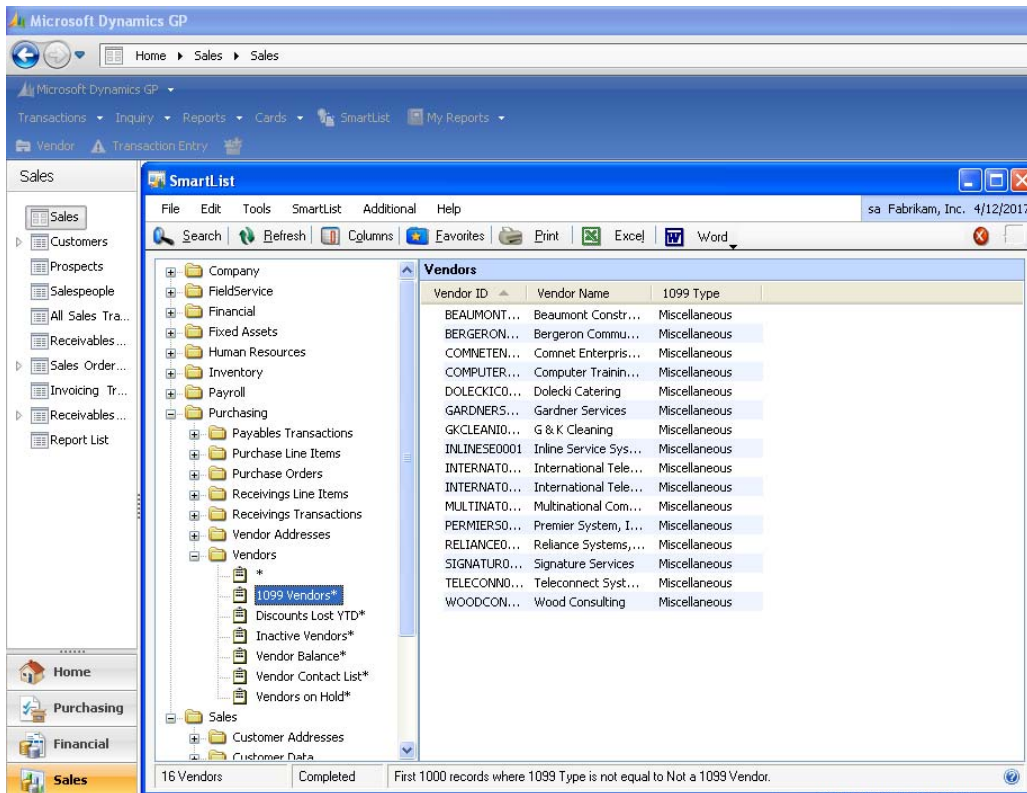 Microsoft Dynamics GP
Home Sales Sales
Microsoft Dynamics GP
Transactions Inquiry Reports Cards SmartList My Reports
Vendor Transaction Entry
Sales
Sales
Customers
Prospects
Salespeople
All Sales Tra...
Receivables...
Sales Order...
Invoicing Tr...
Receivables...
Report List
Home
Purchasing
Financial
Sales
SmartList
File Edit Tools SmartList Additional Help sa Fabrikam, Inc. 4/12/2017
Search Refresh Columns Favorites Print Excel Word
Company
FieldService
Financial
Fixed Assets
Human Resources
Inventory
Payroll
Purchasing
Payables Transactions
Purchase Line Items
Purchase Orders
Receivings Line Items
Receivings Transactions
Vendor Addresses
Vendors
*
1099 Vendors*
Discounts Lost YTD*
Inactive Vendors*
Vendor Balance*
Vendor Contact List*
Vendors on Hold*
Sales
Customer Addresses
Customer Data
Vendors
Vendor ID Vendor Name 1099 Type
BEAUMONT... Beaumont Constr... Miscellaneous
BERGERON... Bergeron Commu... Miscellaneous
COMNETEN... Comnet Enterpris... Miscellaneous
COMPUTER... Computer Trainin... Miscellaneous
DOLECKIC0... Dolecki Catering Miscellaneous
GARDNERS... Gardner Services Miscellaneous
GKCLEANI0... G & K Cleaning Miscellaneous
INLINESE0001 Inline Service Sys... Miscellaneous
INTERNAT0... International Tele... Miscellaneous
INTERNAT0... International Tele... Miscellaneous
MULTINAT0... Multinational Com... Miscellaneous
PERMIERS0... Premier System, I... Miscellaneous
RELIANCE0... Reliance Systems,... Miscellaneous
SIGNATUR0... Signature Services Miscellaneous
TELECONN0... Teleconnect Syst... Miscellaneous
WOODCON... Wood Consulting Miscellaneous
16 Vendors Completed First 1000 records where 1099 Type is not equal to Not a 1099 Vendor.